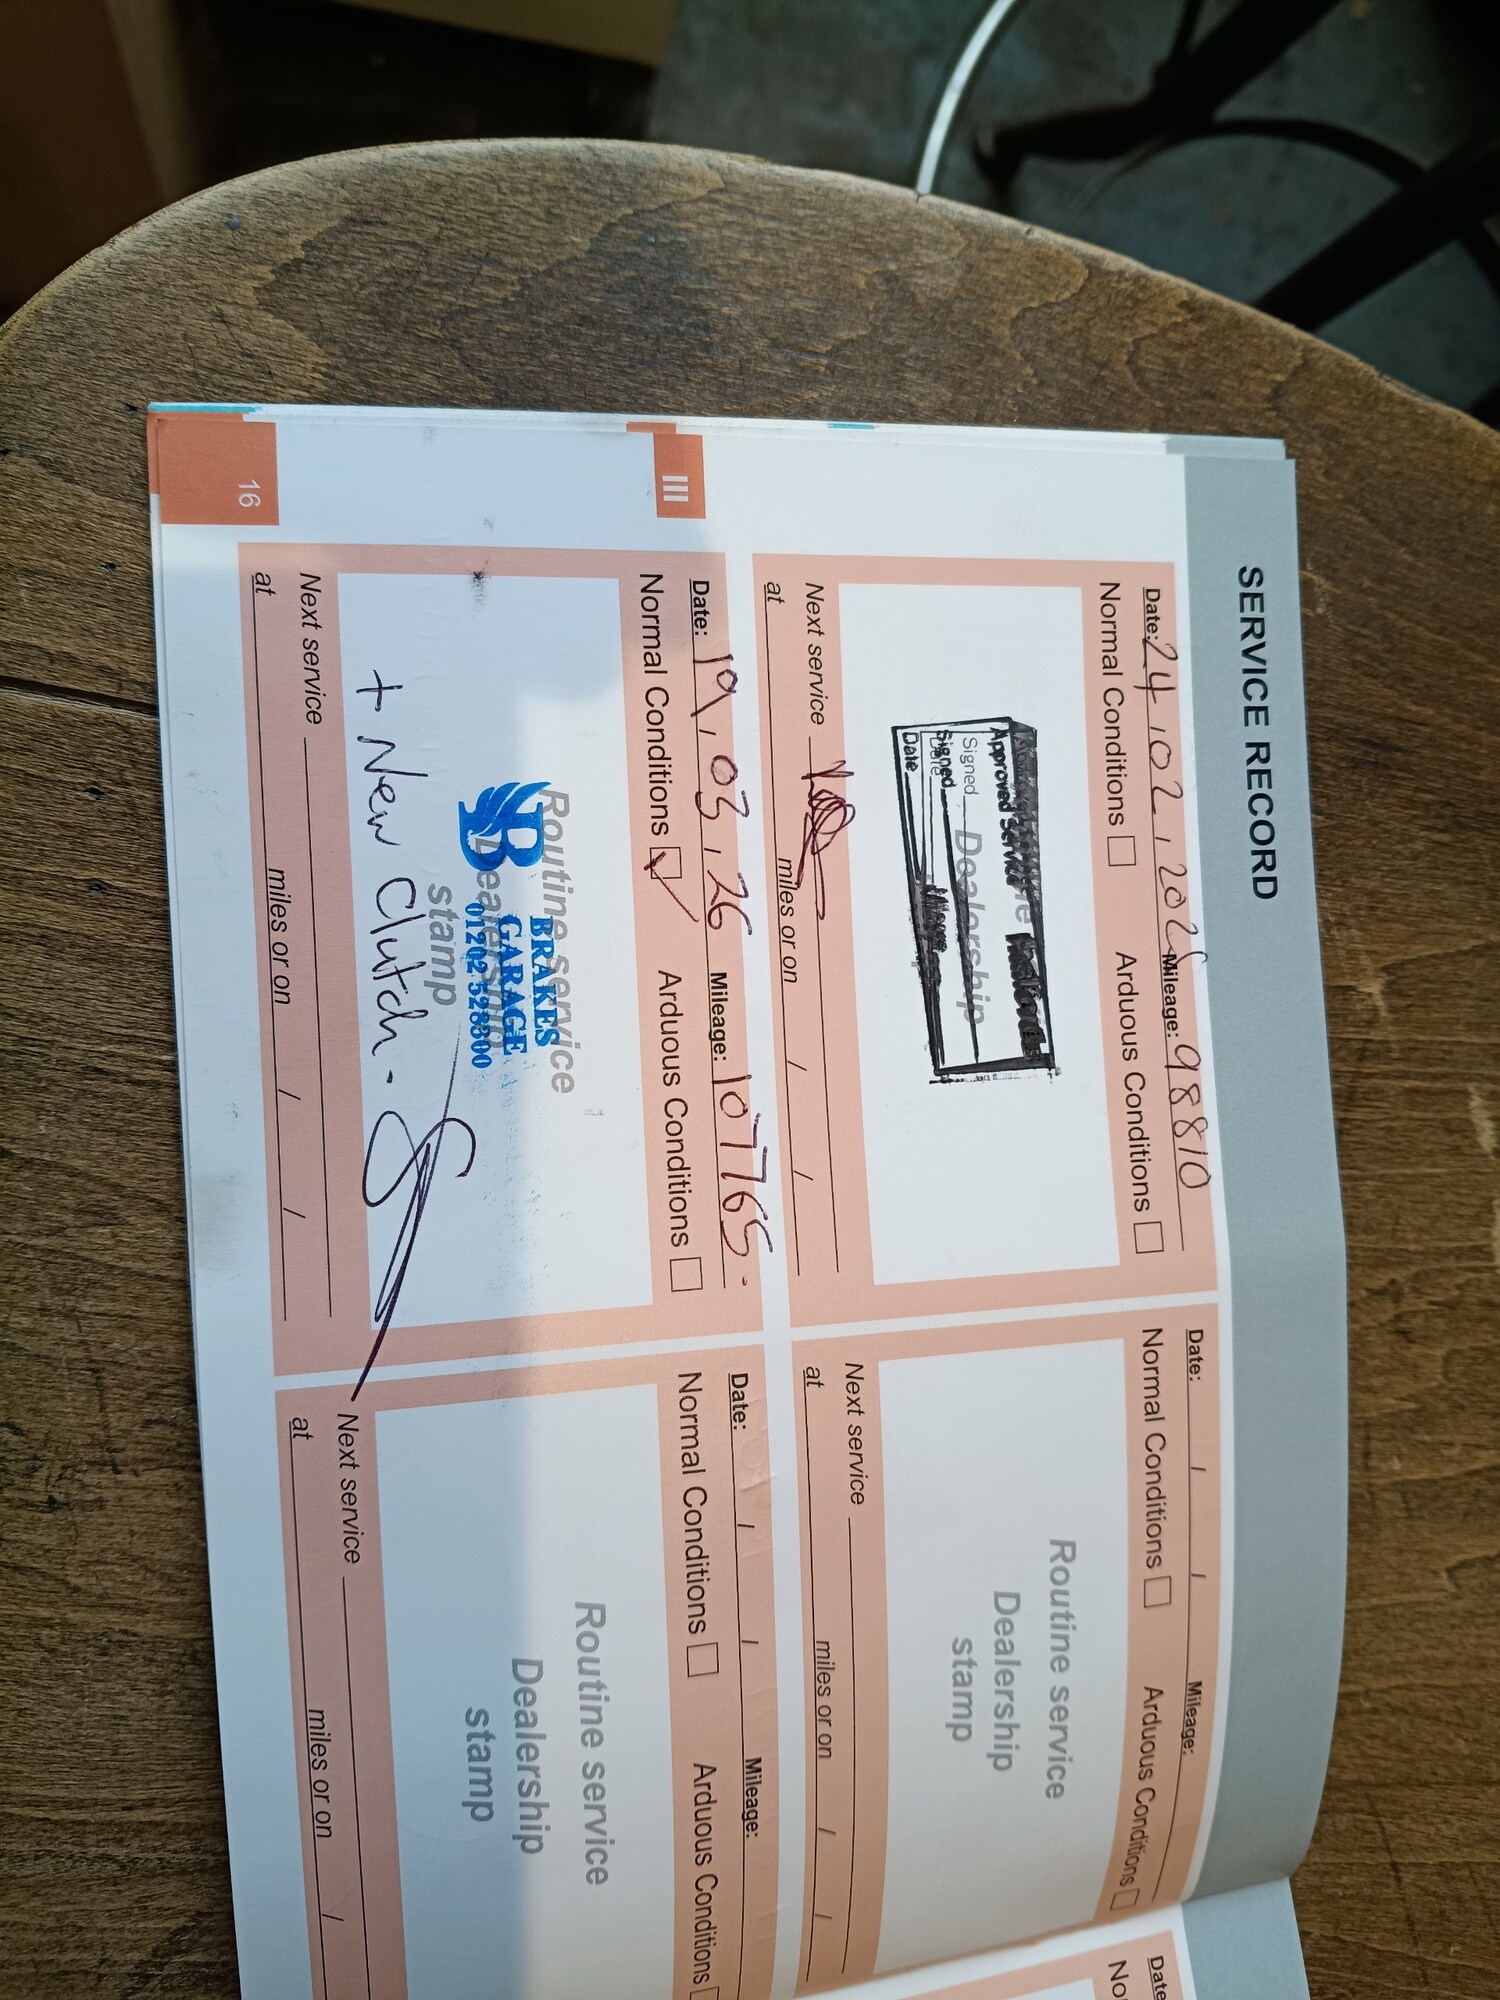 SERVICE RECORD
Date: 24 / 02 / 2025 Mileage: 98810
Normal Conditions Arduous Conditions
Approved Service
Dealership
Signed
Signed
Date
Next service
at miles or on / /
Date: / / Mileage:
Normal Conditions Arduous Conditions
Routine service
Dealership
stamp
Next service
at miles or on / /
III
Date: 19 / 03 / 26 Mileage: 107765.
Normal Conditions Arduous Conditions
Routine service
Dealership
stamp
BRAKES
GARAGE
01202 528300
+ New Clutch.
Next service
at miles or on / /
Date: / / Mileage:
Normal Conditions Arduous Conditions
Routine service
Dealership
stamp
Next service
at miles or on /
16
Date
No